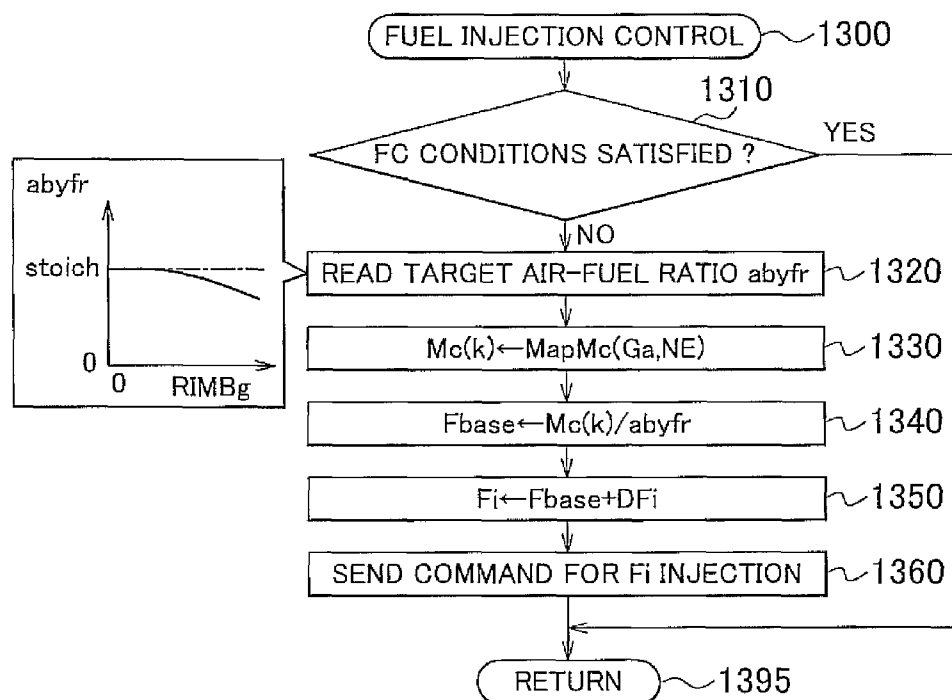 FUEL INJECTION CONTROL 1300
1310
FC CONDITIONS SATISFIED ? YES
NO
abyfr
stoich
0
0 RIMBg
READ TARGET AIR-FUEL RATIO abyfr 1320
Mc(k)←MapMc(Ga,NE) 1330
Fbase←Mc(k)/abyfr 1340
Fi←Fbase+DFi 1350
SEND COMMAND FOR Fi INJECTION 1360
RETURN 1395